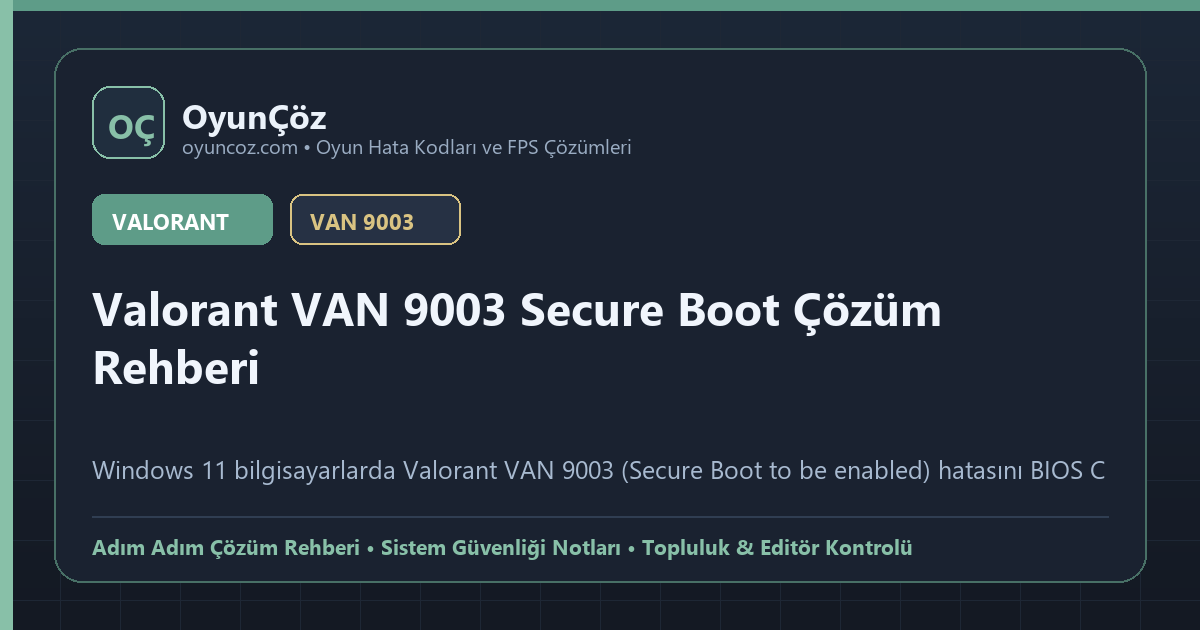 OÇ
OyunÇöz
oyuncoz.com • Oyun Hata Kodları ve FPS Çözümleri
VALORANT
VAN 9003
Valorant VAN 9003 Secure Boot Çözüm
Rehberi
Windows 11 bilgisayarlarda Valorant VAN 9003 (Secure Boot to be enabled) hatasını BIOS C
Adım Adım Çözüm Rehberi • Sistem Güvenliği Notları • Topluluk & Editör Kontrolü